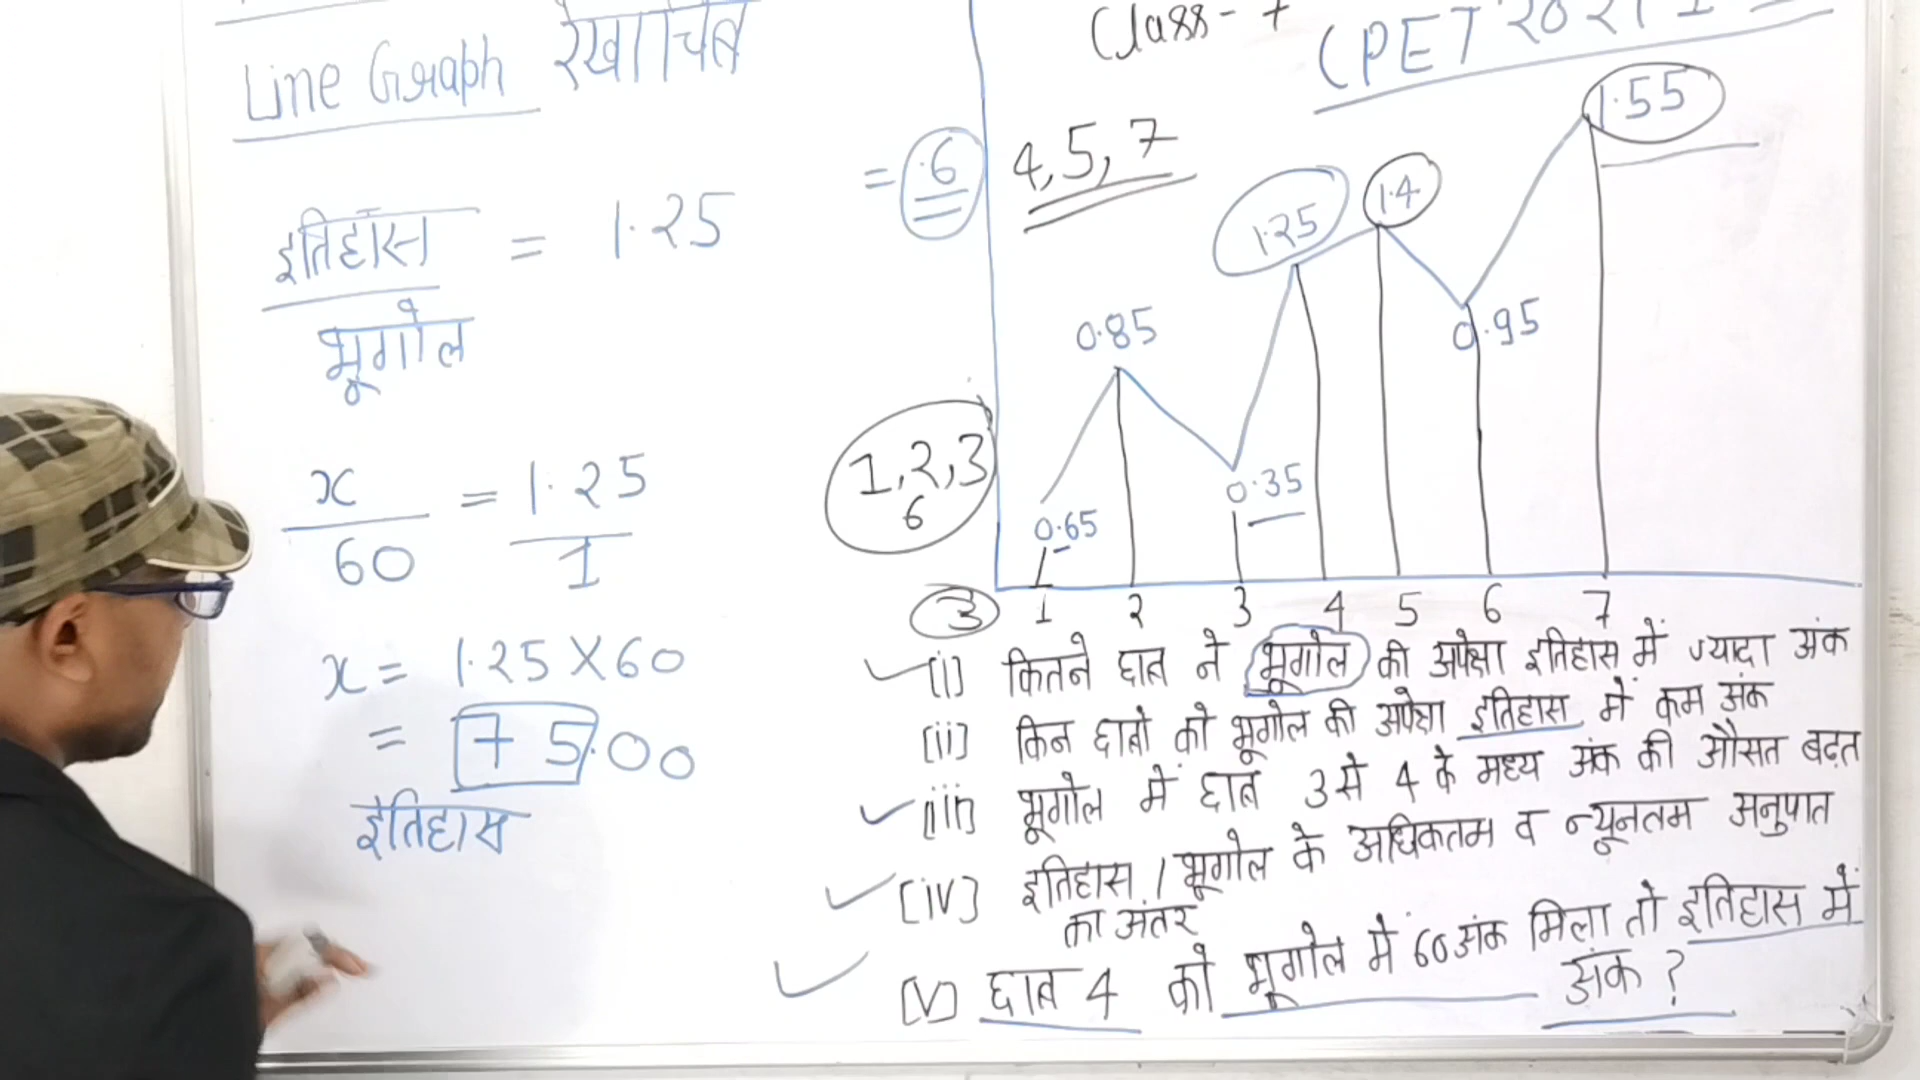 Line Graph रेखाचित्र
इतिहास = 1.25
भूगोल
x = 1.25
60 1
x = 1.25 X 60
= 75.00
इतिहास
= .6
Class- 7
(PET
4, 5, 7
1, 2, 3
6
3
0.65
0.85
0.35
1.25
1.4
0.95
1.55
1 2 3 4 5 6 7
[i] कितने छात्र ने भूगोल की अपेक्षा इतिहास में ज्यादा अंक
[ii] किन छात्रो को भूगोल की अपेक्षा इतिहास में कम अंक
[iii] भूगोल में छात्र 3 से 4 के मध्य अंक की औसत बढ़त
[iv] इतिहास / भूगोल के अधिकतम व न्यूनतम अनुपात
का अंतर
[v] छात्र 4 को भूगोल में 60 अंक मिला तो इतिहास में
अंक ?